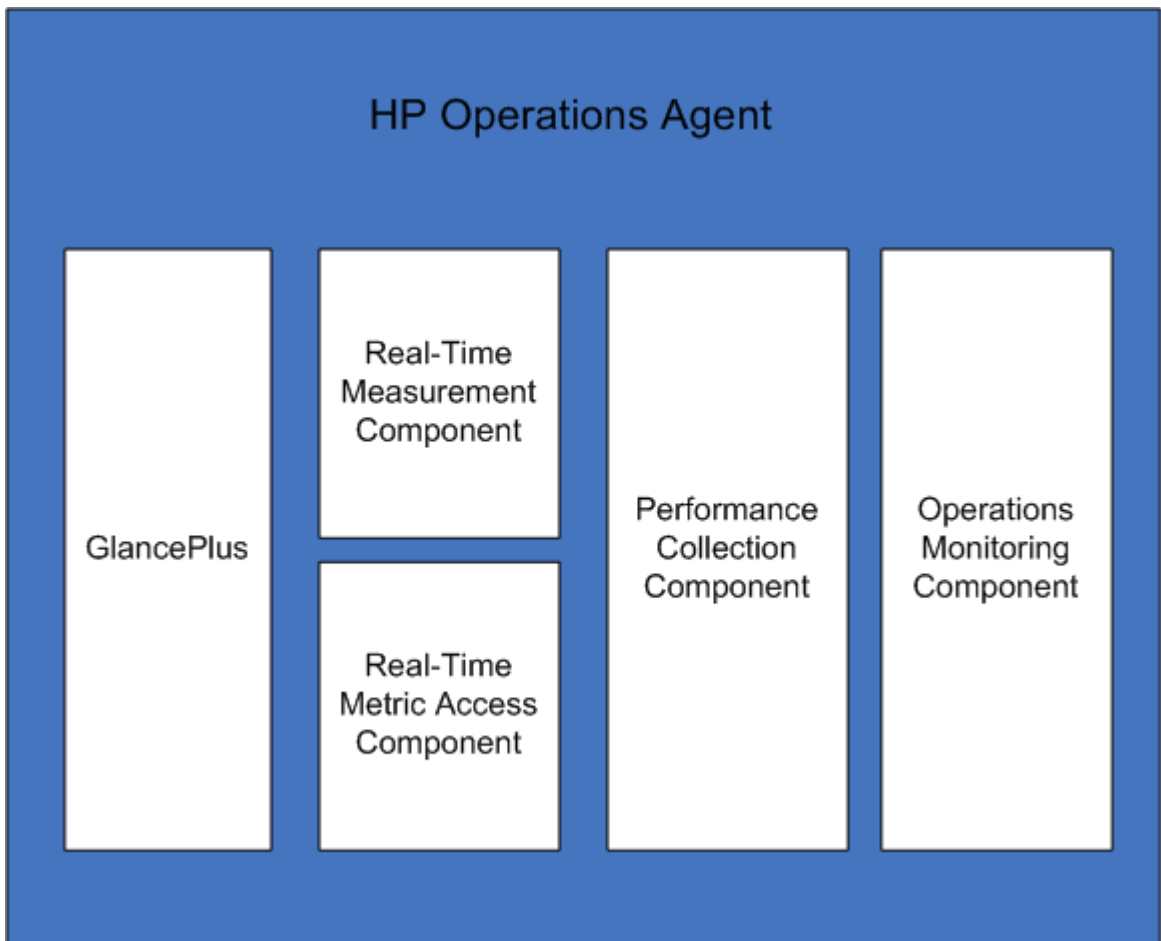 HP Operations Agent
GlancePlus
Real-Time
Measurement
Component
Real-Time
Metric Access
Component
Performance
Collection
Component
Operations
Monitoring
Component